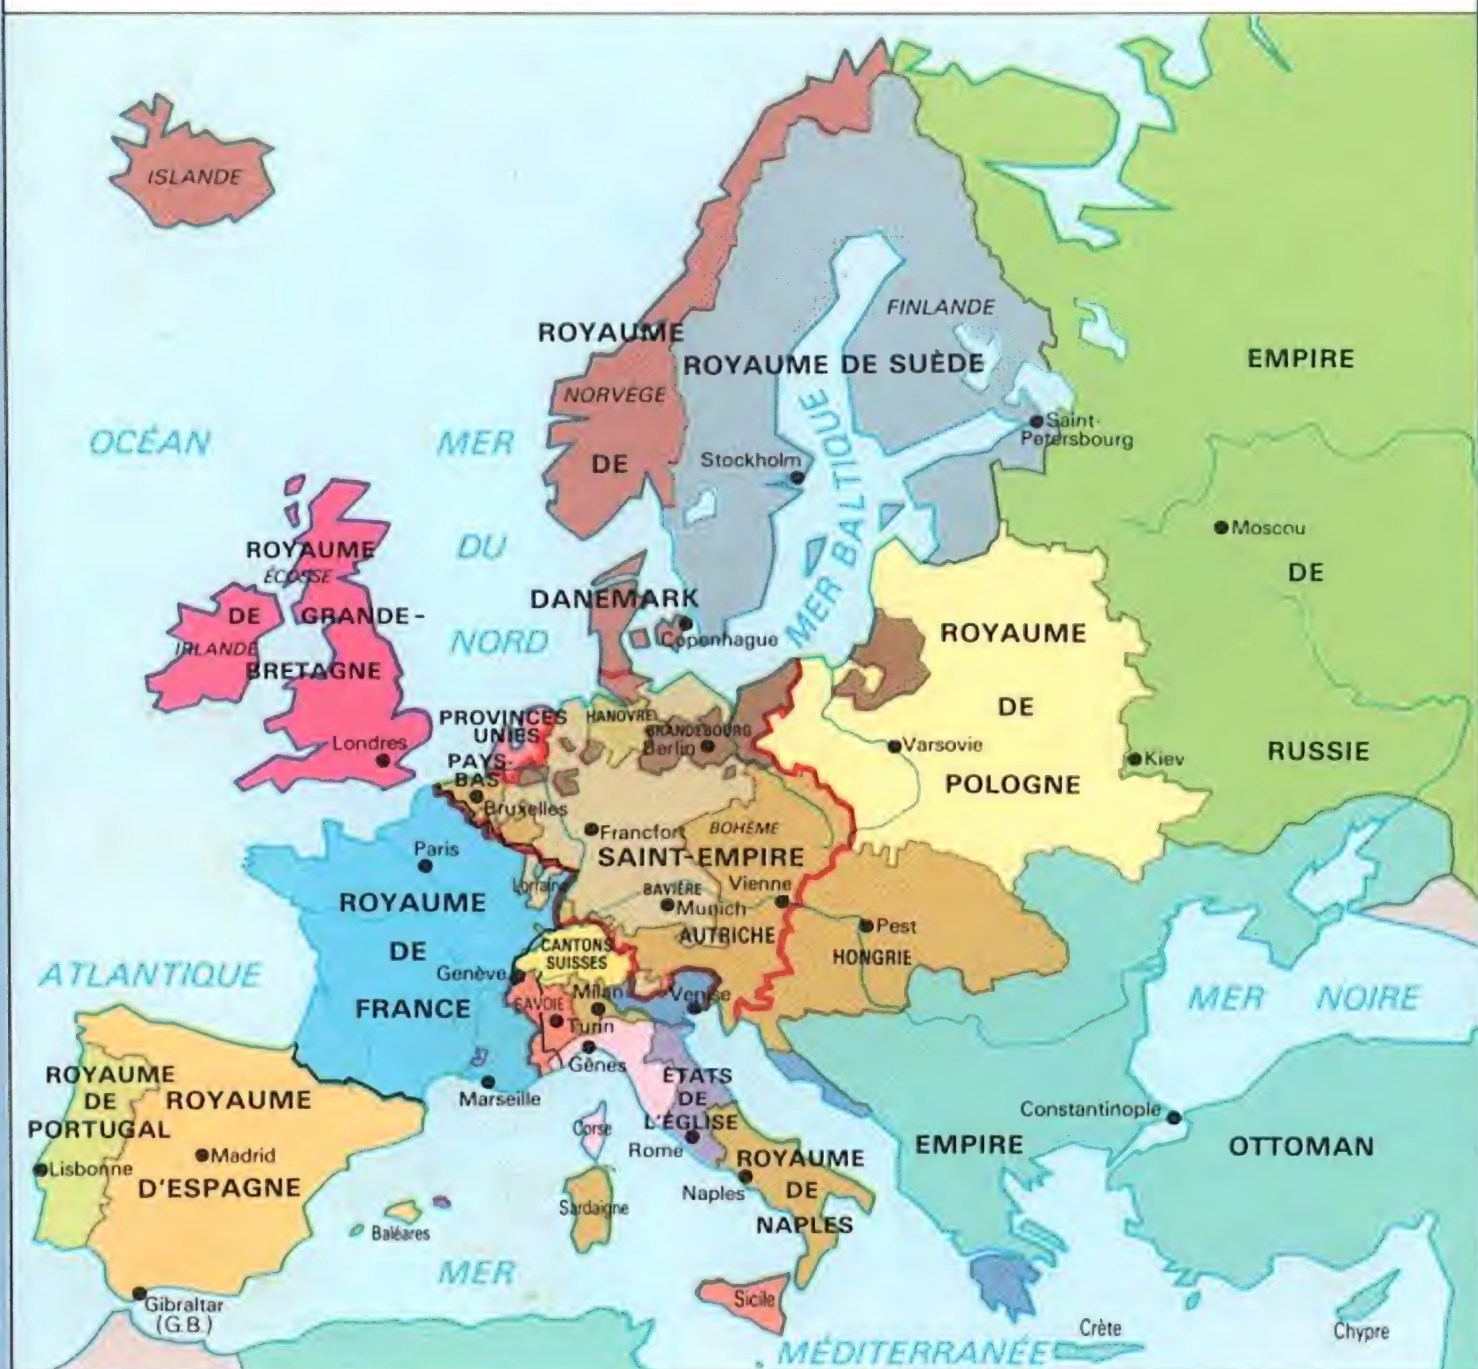 ISLANDE
ROYAUME
NORVEGE
DE
DANEMARK
Copenhague
ROYAUME DE SUÈDE
FINLANDE
Stockholm
Saint-
Petersbourg
EMPIRE
DE
RUSSIE
Moscou
Kiev
OCÉAN
ATLANTIQUE
MER
DU
NORD
MER BALTIQUE
ROYAUME
ÉCOSSE
DE GRANDE-
IRLANDE
BRETAGNE
Londres
PROVINCES
UNIES
PAYS-
BAS
Bruxelles
HANOVRE
BRANDEBOURG
Berlin
ROYAUME
DE
POLOGNE
Varsovie
Francfort
BOHÈME
SAINT-EMPIRE
Lorraine
BAVIÈRE
Munich
Vienne
AUTRICHE
Pest
HONGRIE
Paris
ROYAUME
DE
FRANCE
Marseille
CANTONS
SUISSES
Genève
SAVOIE
Milan
Turin
Venise
Gênes
ÉTATS
DE
L'ÉGLISE
Rome
Corse
Sardaigne
ROYAUME
DE
NAPLES
Naples
Sicile
ROYAUME
DE
PORTUGAL
Lisbonne
ROYAUME
D'ESPAGNE
Madrid
Baléares
Gibraltar
(G.B.)
MER
MÉDITERRANÉE
MER NOIRE
Constantinople
EMPIRE OTTOMAN
Crète
Chypre